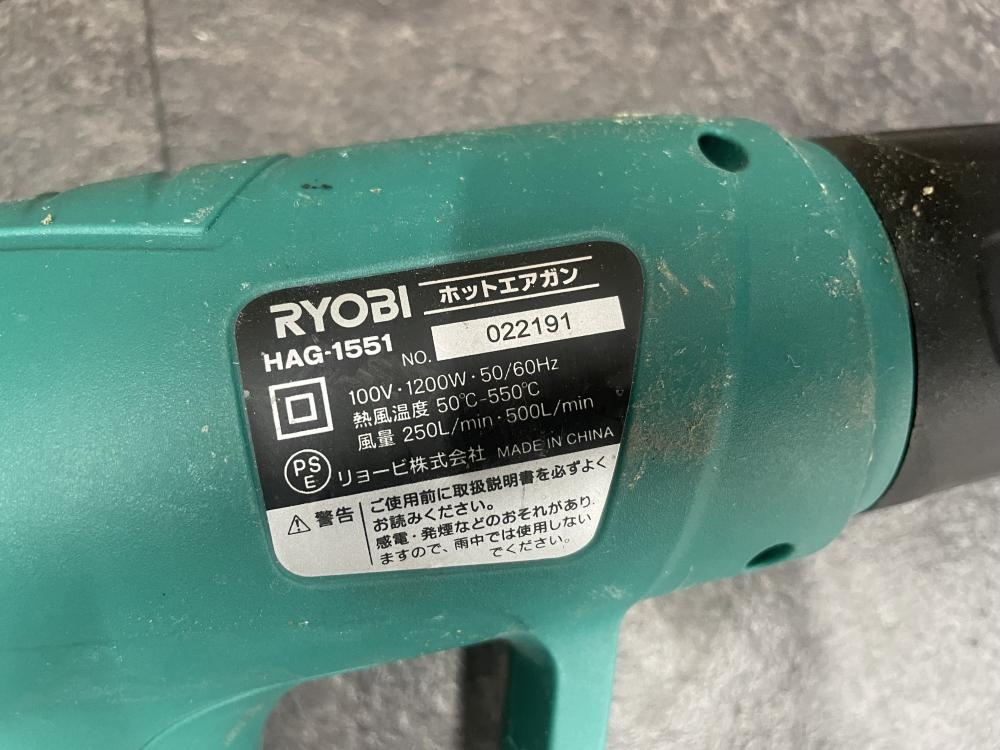 RYOBI ホットエアガン
HAG-1551 NO. 022191
100V・1200W・50/60Hz
熱風温度 50℃-550℃
風量 250L/min・500L/min
PS
E
リョービ株式会社 MADE IN CHINA
警告
ご使用前に取扱説明書を必ずよく
お読みください。
感電・発煙などのおそれがあり
ますので、雨中では使用しない
でください。